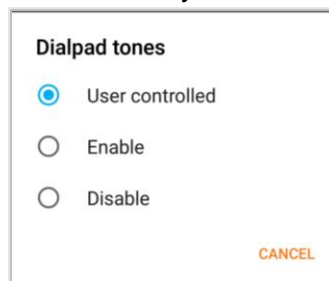 Dialpad tones
User controlled
Enable
Disable
CANCEL